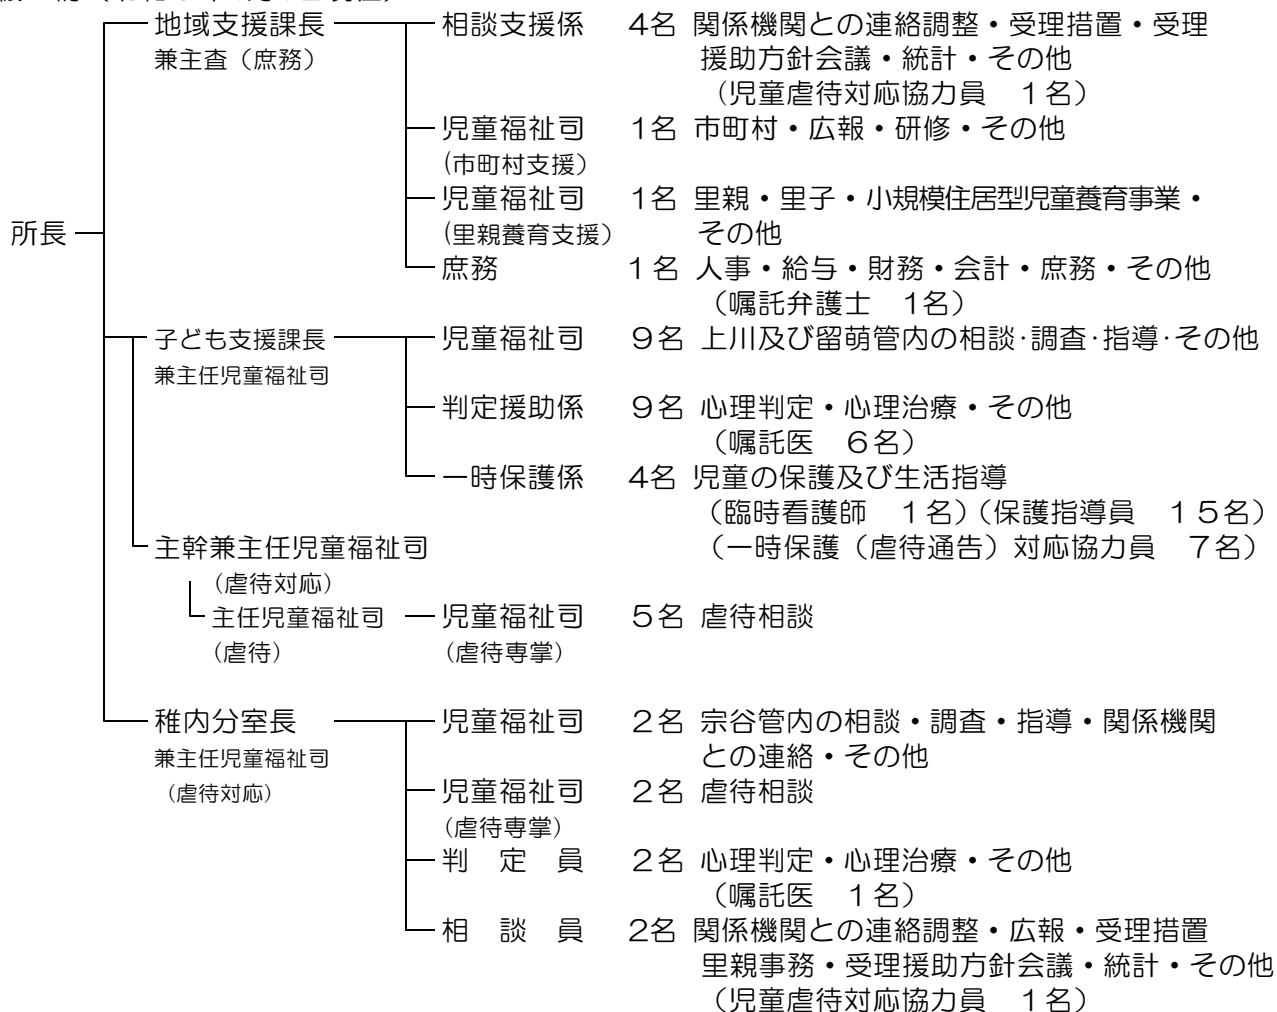 地域支援課長 相談支援係 4名 関係機関との連絡調整・受理措置・受理
兼主査（庶務） 援助方針会議・統計・その他
（児童虐待対応協力員 １名）
児童福祉司 1名 市町村・広報・研修・その他
(市町村支援）
児童福祉司 1名 里親・里子・小規模住居型児童養育事業・
所長 (里親養育支援） その他
庶務 １名 人事・給与・財務・会計・庶務・その他
（嘱託弁護士 1名）
子ども支援課長 児童福祉司 ９名 上川及び留萌管内の相談･調査･指導･その他
兼主任児童福祉司
判定援助係 ９名 心理判定・心理治療・その他
（嘱託医 ６名）
一時保護係 4名 児童の保護及び生活指導
（臨時看護師 １名）（保護指導員 １５名）
主幹兼主任児童福祉司 （一時保護（虐待通告）対応協力員 ７名）
（虐待対応）
主任児童福祉司 児童福祉司 ５名 虐待相談
（虐待） （虐待専掌）
稚内分室長 児童福祉司 ２名 宗谷管内の相談・調査・指導・関係機関
兼主任児童福祉司 との連絡・その他
（虐待対応） 児童福祉司 ２名 虐待相談
（虐待専掌）
判 定 員 ２名 心理判定・心理治療・その他
（嘱託医 １名）
相 談 員 2名 関係機関との連絡調整・広報・受理措置
里親事務・受理援助方針会議・統計・その他
（児童虐待対応協力員 １名）